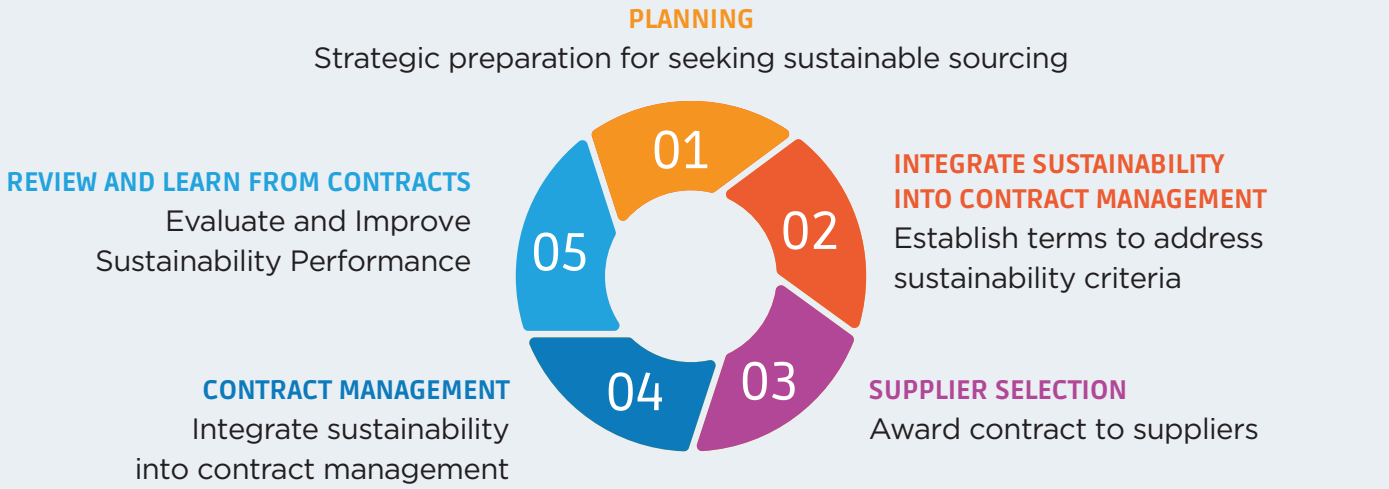 PLANNING
Strategic preparation for seeking sustainable sourcing
01
INTEGRATE SUSTAINABILITY
INTO CONTRACT MANAGEMENT
Establish terms to address
sustainability criteria
02
SUPPLIER SELECTION
Award contract to suppliers
03
CONTRACT MANAGEMENT
Integrate sustainability
into contract management
04
REVIEW AND LEARN FROM CONTRACTS
Evaluate and Improve
Sustainability Performance
05